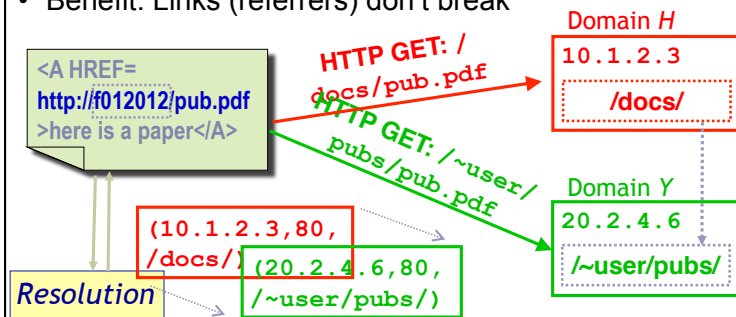 • Benefit: Links (referrers) don't break
<A HREF=
http://f012012/pub.pdf
>here is a paper</A>
HTTP GET: /
docs/pub.pdf
HTTP GET: /~user/
pubs/pub.pdf
Domain H
10.1.2.3
/docs/
Domain Y
20.2.4.6
/~user/pubs/
(10.1.2.3,80,
/docs/)
(20.2.4.6,80,
/~user/pubs/)
Resolution